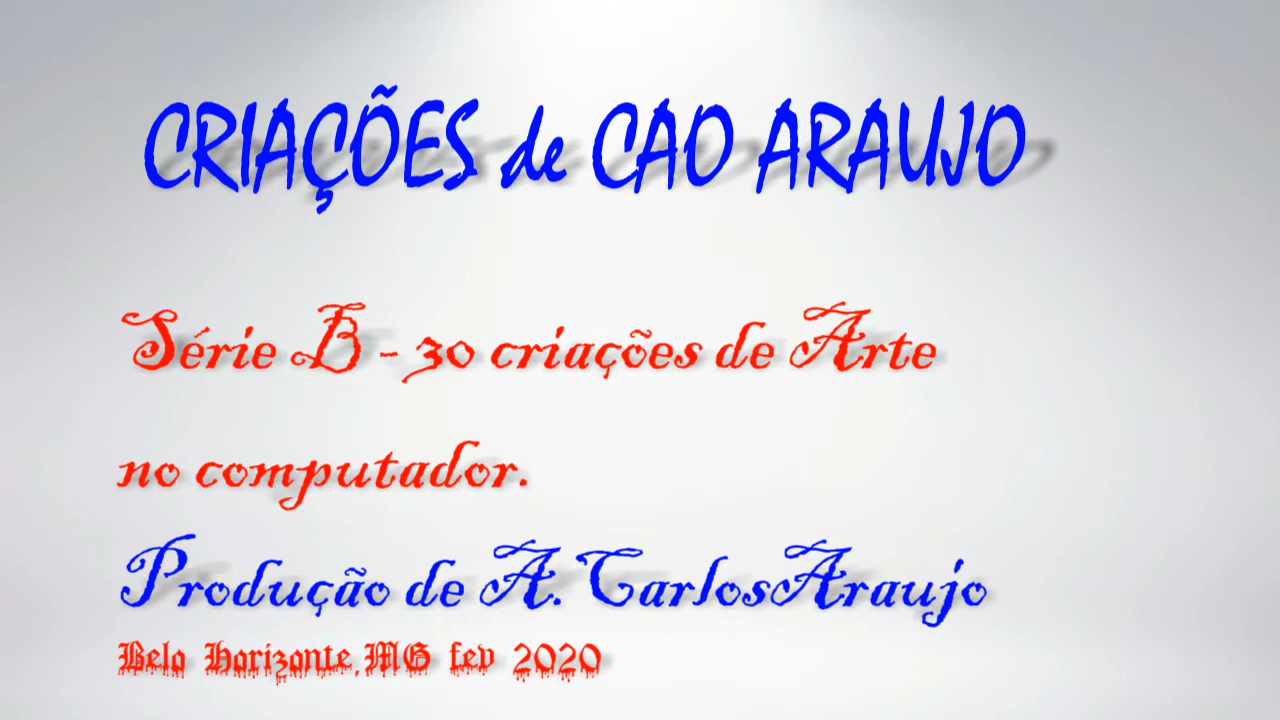 CRIAÇÕES de CAO ARAUJO
Série B - 30 criações de Arte
no computador.
Produção de A. CarlosAraujo
Belo Horizonte, MG fev 2020